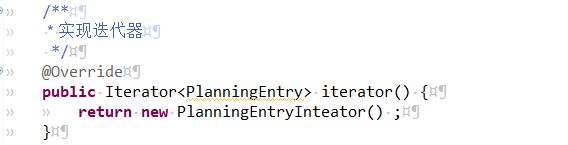 /**
* 实现迭代器
*/
@Override
public Iterator<PlanningEntry> iterator() {
return new PlanningEntryInteator() ;
}